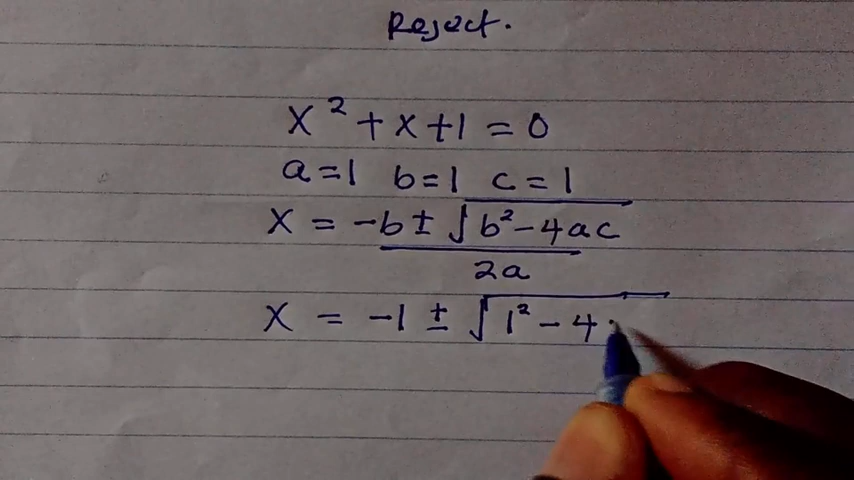 Reject.
x² + x + 1 = 0
a = 1 b = 1 c = 1
x = -b ± √b² - 4ac
2a
x = -1 ± √1² - 4 ·